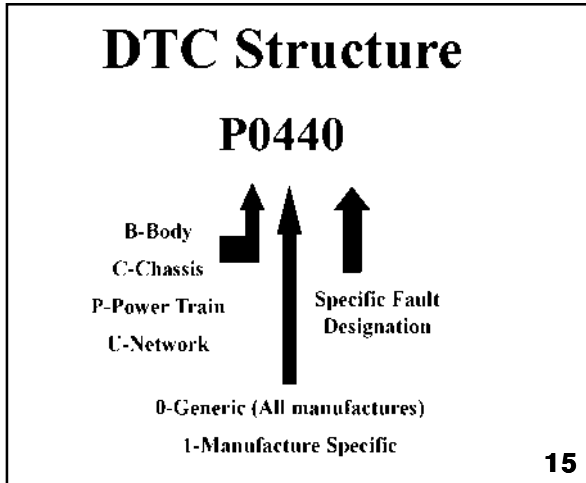 DTC Structure
P0440
B-Body
C-Chassis
P-Power Train
U-Network
Specific Fault
Designation
0-Generic (All manufactures)
1-Manufacture Specific
15